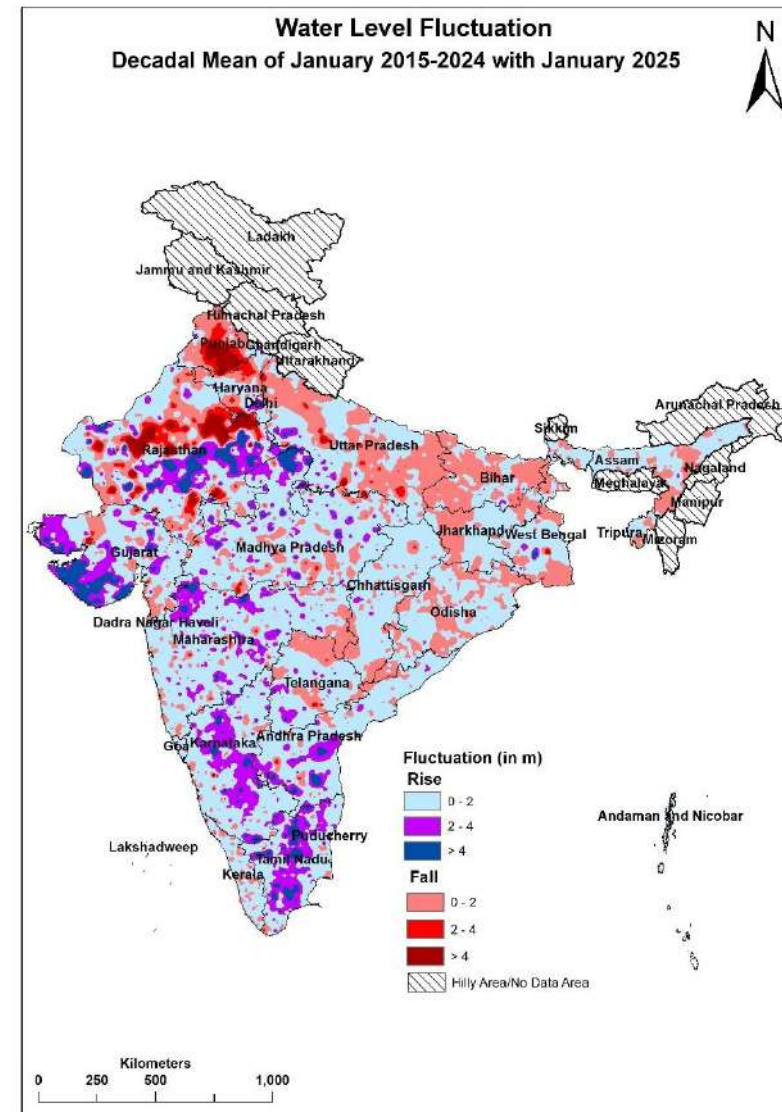 Water Level Fluctuation
Decadal Mean of January 2015-2024 with January 2025
N
Ladakh
Jammu and Kashmir
Himachal Pradesh
Punjab
Chandigarh
Uttarakhand
Haryana
Delhi
Arunachal Pradesh
Sikkim
Rajasthan
Uttar Pradesh
Assam
Nagaland
Bihar
Meghalaya
Manipur
Jharkhand
West Bengal
Tripura
Mizoram
Gujarat
Madhya Pradesh
Chhattisgarh
Odisha
Dadra Nagar Haveli
Maharashtra
Telangana
Goa
Karnataka
Andhra Pradesh
Fluctuation (in m)
Rise
0 - 2
2 - 4
> 4
Fall
0 - 2
2 - 4
> 4
Hilly Area/No Data Area
Andaman and Nicobar
Puducherry
Lakshadweep
Tamil Nadu
Kerala
Kilometers
0 250 500 1,000